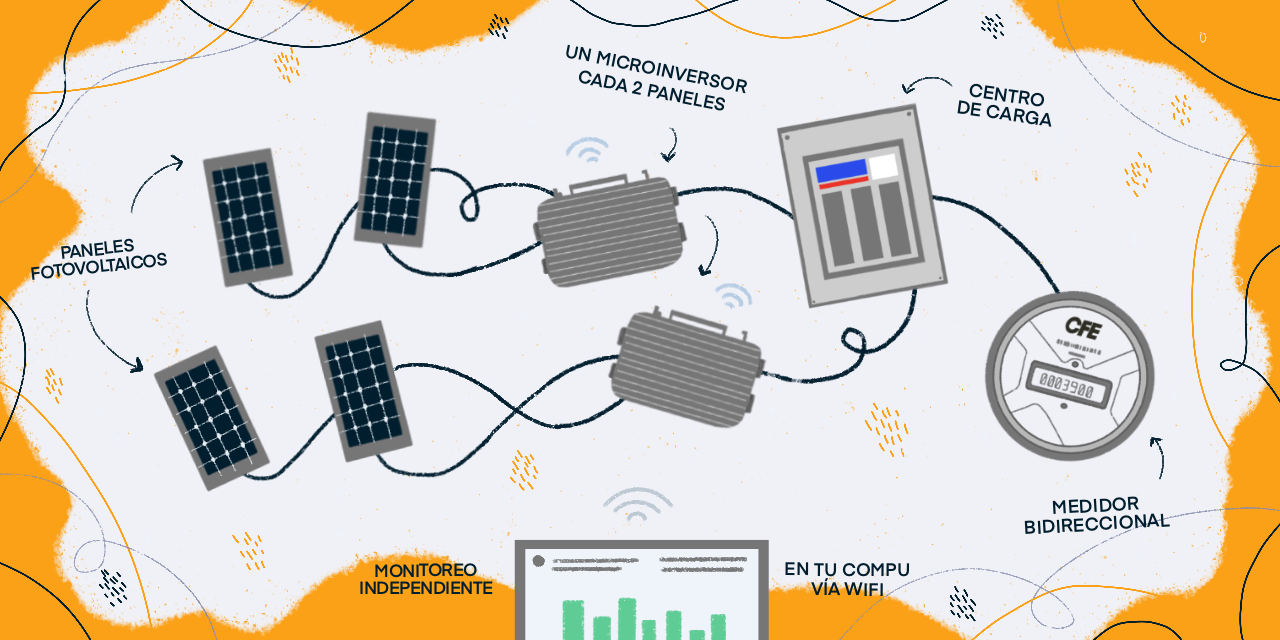 UN MICROINVERSOR
CADA 2 PANELES
CENTRO
DE CARGA
PANELES
FOTOVOLTAICOS
CFE
0003900
MEDIDOR
BIDIRECCIONAL
MONITOREO
INDEPENDIENTE
EN TU COMPU
VÍA WIFI